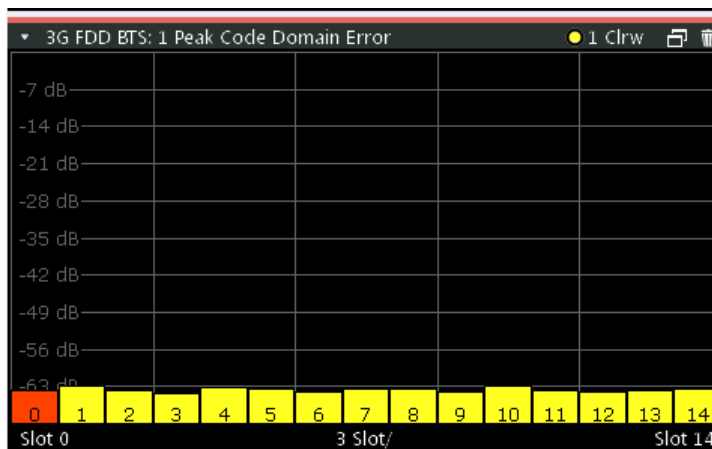 3G FDD BTS: 1 Peak Code Domain Error 1 Clrw
-7 dB
-14 dB
-21 dB
-28 dB
-35 dB
-42 dB
-49 dB
-56 dB
-63 dB
0 1 2 3 4 5 6 7 8 9 10 11 12 13 14
Slot 0 3 Slot/ Slot 14